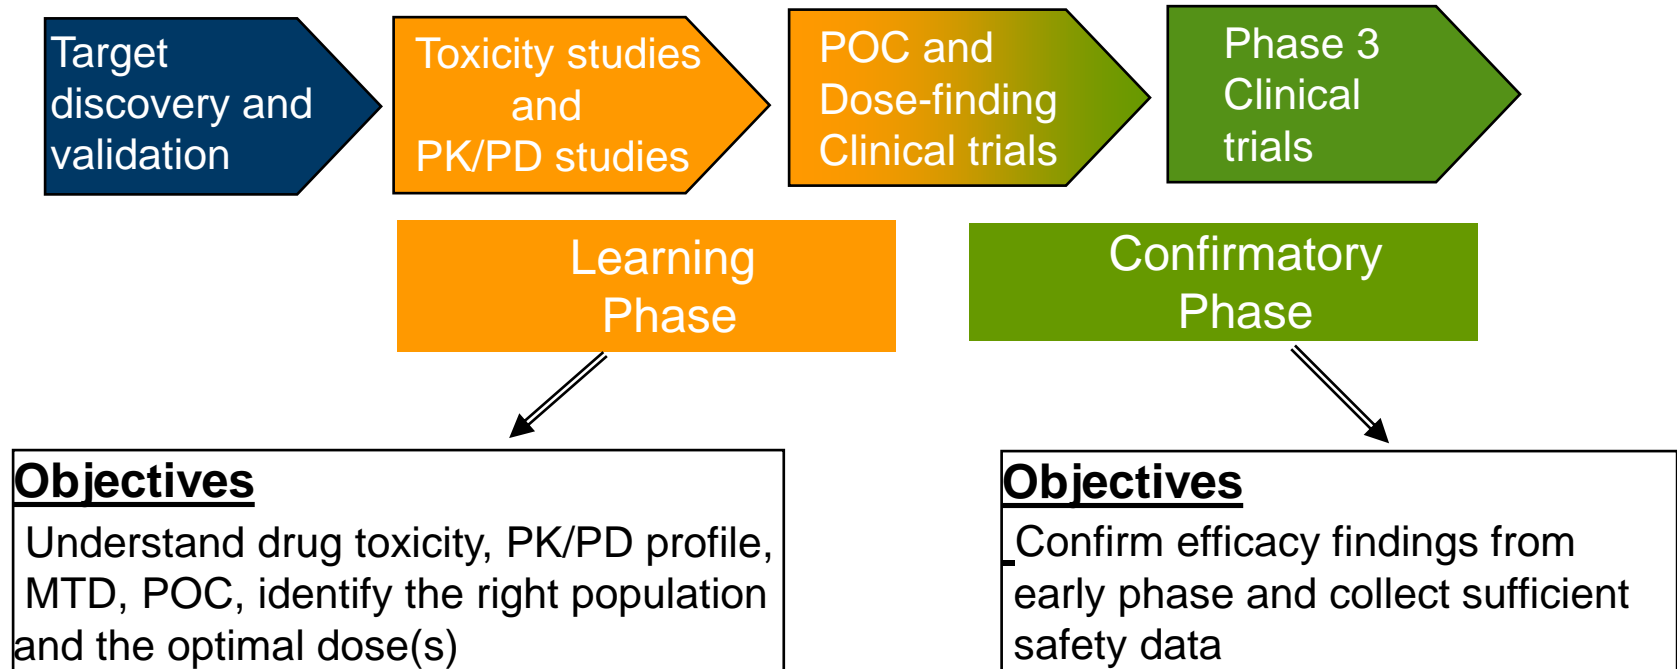 Target
discovery and
validation
Toxicity studies
and
PK/PD studies
POC and
Dose-finding
Clinical trials
Phase 3
Clinical
trials
Learning
Phase
Confirmatory
Phase
Objectives
Understand drug toxicity, PK/PD profile,
MTD, POC, identify the right population
and the optimal dose(s)
Objectives
Confirm efficacy findings from
early phase and collect sufficient
safety data